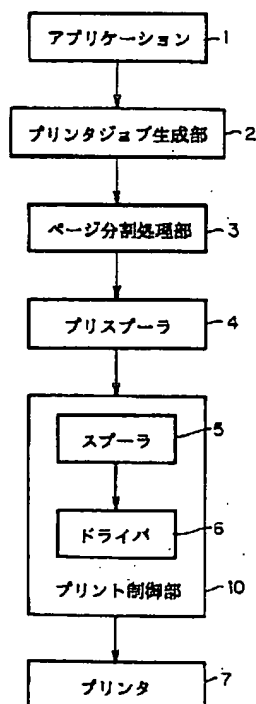 アプリケーション 1
プリンタジョブ生成部 2
ページ分割処理部 3
プリスプーラ 4
スプーラ 5
ドライバ 6
プリント制御部 10
プリンタ 7